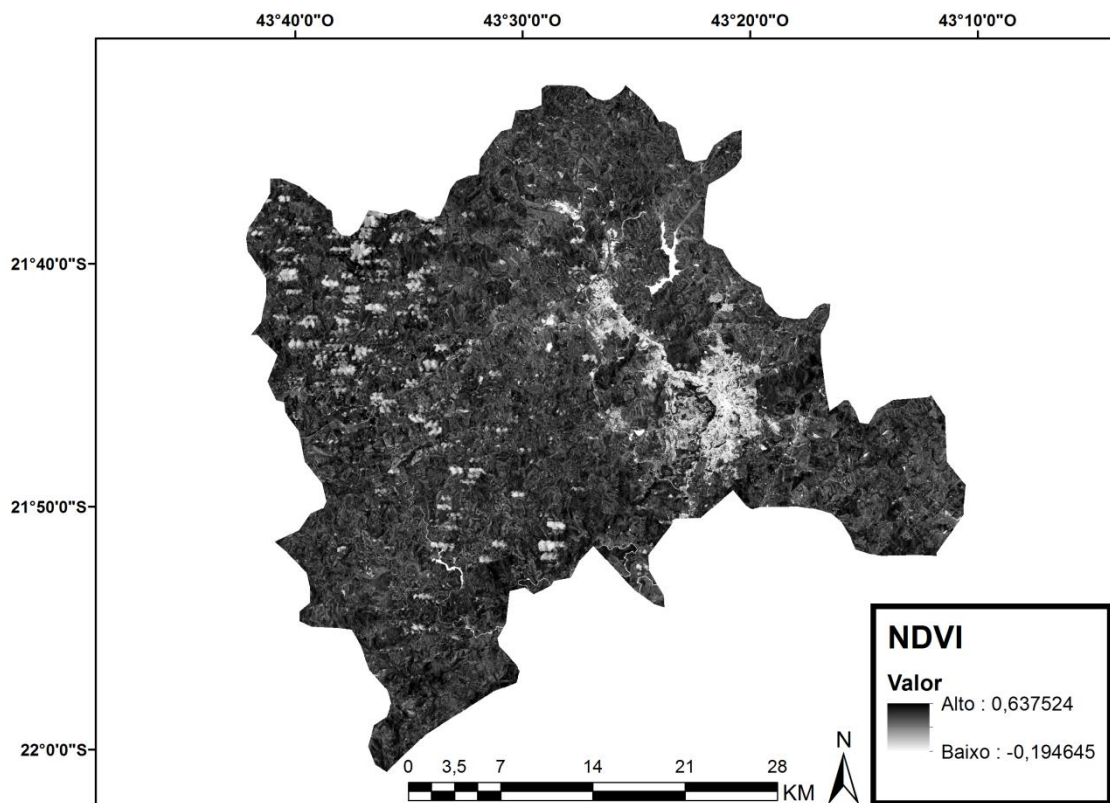 43°40'0"O 43°30'0"O 43°20'0"O 43°10'0"O
21°40'0"S
21°50'0"S
22°0'0"S
NDVI
Valor
Alto : 0,637524
Baixo : -0,194645
0 3,5 7 14 21 28
KM
N